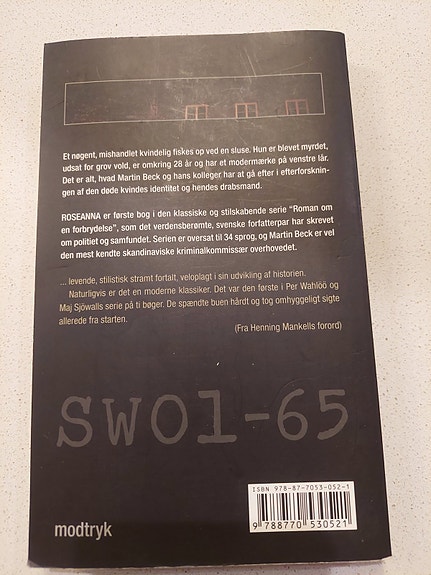 Et nøgent, mishandlet kvindelig fiskes op ved en sluse. Hun er blevet myrdet,
udsat for grov vold, er omkring 28 år og har et modermærke på venstre lår.
Det er alt, hvad Martin Beck og hans kolleger har at gå efter i efterforsknin-
gen af den døde kvindes identitet og hendes drabsmand.
ROSEANNA er første bog i den klassiske og stilskabende serie "Roman om
en forbrydelse", som det verdensberømte, svenske forfatterpar har skrevet
om politiet og samfundet. Serien er oversat til 34 sprog, og Martin Beck er vel
den mest kendte skandinaviske kriminalkommissær overhovedet.
... levende, stilistisk stramt fortalt, veloplagt i sin udvikling af historien.
Naturligvis er det en moderne klassiker. Det var den første i Per Wahlöö og
Maj Sjöwalls serie på ti bøger. De spændte buen hårdt og tog omhyggeligt sigte
allerede fra starten.
(Fra Henning Mankells forord)
SW01-65
ISBN 978-87-7053-052-1
9 788770 530521
modtryk